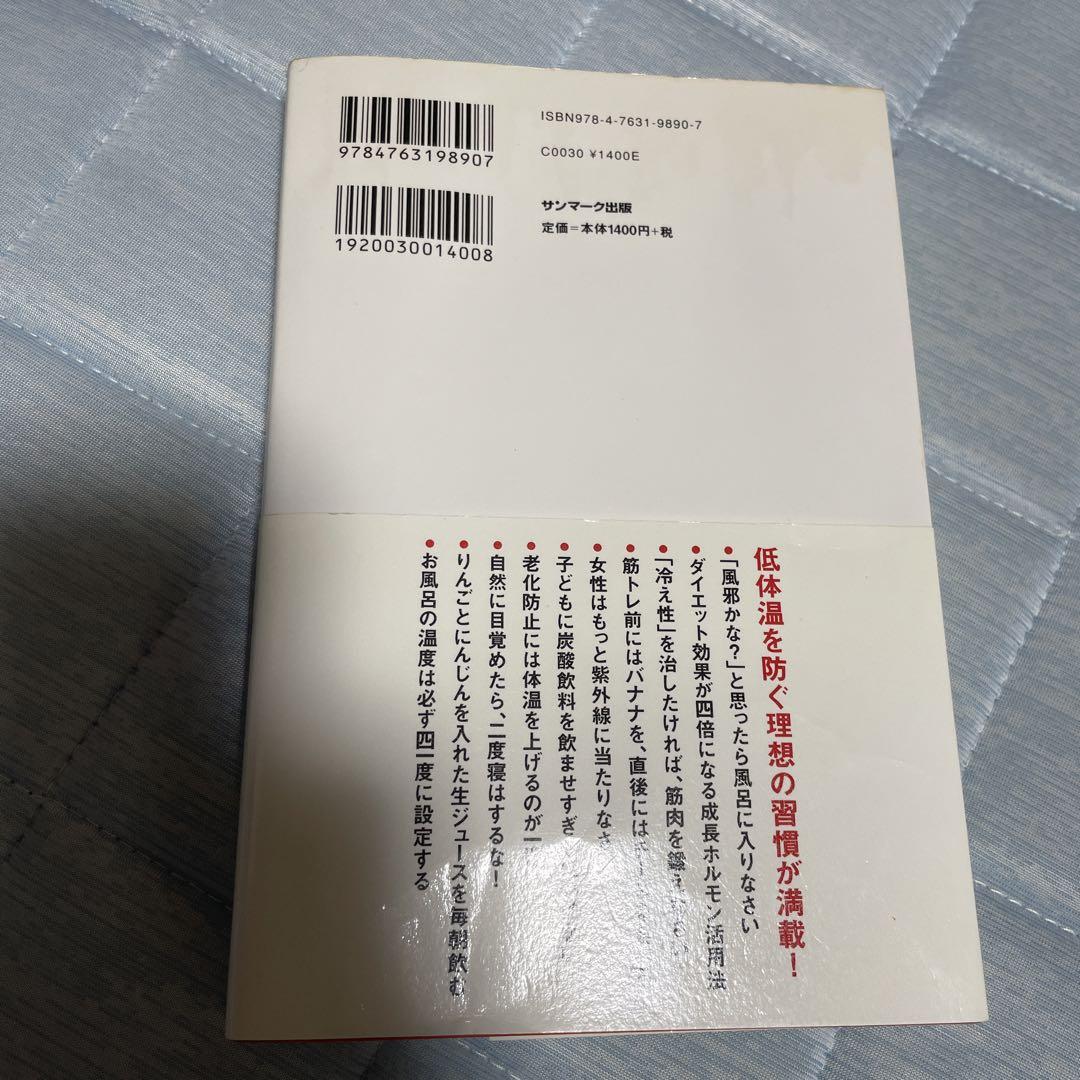 ISBN978-4-7631-9890-7
9784763198907
C0030 ¥1400E
サンマーク出版
1920030014008
定価=本体1400円+税
低体温を防ぐ理想の習慣が満載!
●「風邪かな?」と思ったら風呂に入りなさい
●ダイエット効果が四倍になる成長ホルモン活用法
●「冷え性」を治したければ、筋肉を鍛え
●筋トレ前にはバナナを、直後には
●女性はもっと紫外線に当たりなさ
●子どもに炭酸飲料を飲ませすぎ
●老化防止には体温を上げるのが一
●自然に目覚めたら、二度寝はするな!
●りんごとにんじんを入れた生ジュースを毎朝飲む
●お風呂の温度は必ず四一度に設定する